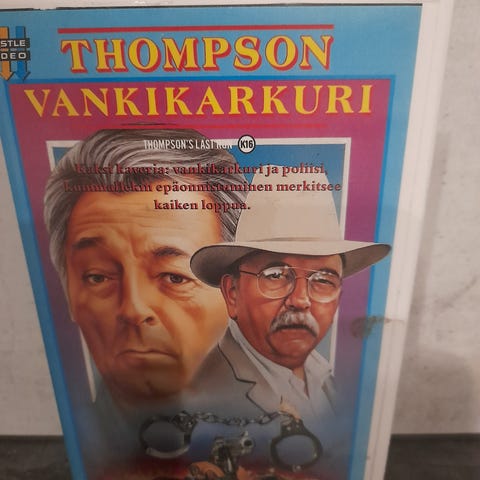 THOMPSON
VANKIKARKURI
THOMPSON'S LAST RUN K16
Kaksi kaveria: vankikarkuri ja poliisi,
kummallekin epäonnistuminen merkitsee
kaiken loppua.